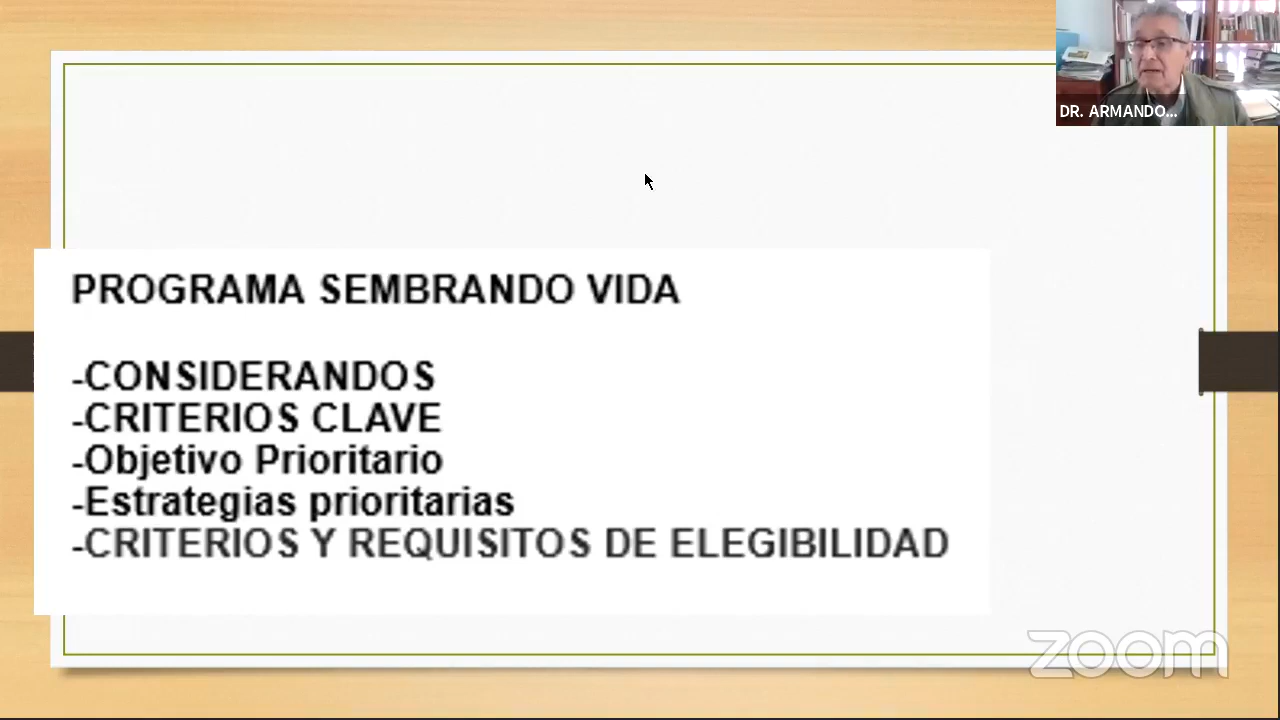 DR. ARMANDO...
PROGRAMA SEMBRANDO VIDA
-CONSIDERANDOS
-CRITERIOS CLAVE
-Objetivo Prioritario
-Estrategias prioritarias
-CRITERIOS Y REQUISITOS DE ELEGIBILIDAD
zoom